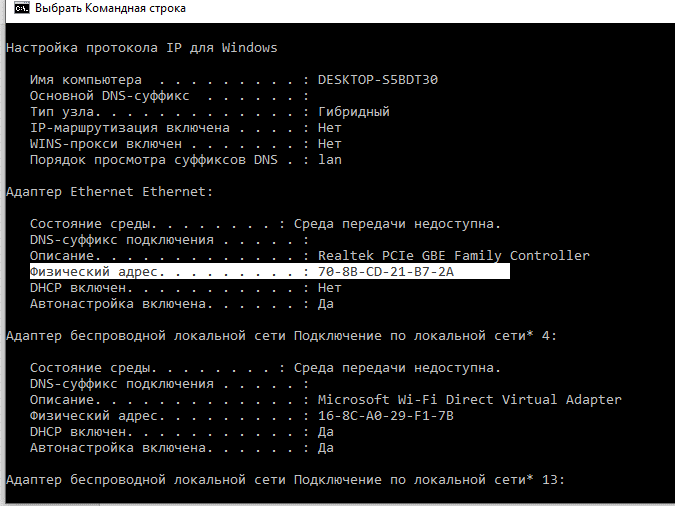 Выбрать Командная строка
Настройка протокола IP для Windows
Имя компьютера . . . . . . . . . : DESKTOP-S5BDT30
Основной DNS-суффикс . . . . . . :
Тип узла. . . . . . . . . . . . . : Гибридный
IP-маршрутизация включена . . . . : Нет
WINS-прокси включен . . . . . . . : Нет
Порядок просмотра суффиксов DNS . : lan
Адаптер Ethernet Ethernet:
Состояние среды. . . . . . . . : Среда передачи недоступна.
DNS-суффикс подключения . . . . . :
Описание. . . . . . . . . . . . . : Realtek PCIe GBE Family Controller
Физический адрес. . . . . . . . . : 70-8B-CD-21-B7-2A
DHCP включен. . . . . . . . . . . : Нет
Автонастройка включена. . . . . . : Да
Адаптер беспроводной локальной сети Подключение по локальной сети* 4:
Состояние среды. . . . . . . . : Среда передачи недоступна.
DNS-суффикс подключения . . . . . :
Описание. . . . . . . . . . . . . : Microsoft Wi-Fi Direct Virtual Adapter
Физический адрес. . . . . . . . . : 16-8C-A0-29-F1-7B
DHCP включен. . . . . . . . . . . : Да
Автонастройка включена. . . . . . : Да
Адаптер беспроводной локальной сети Подключение по локальной сети* 13: